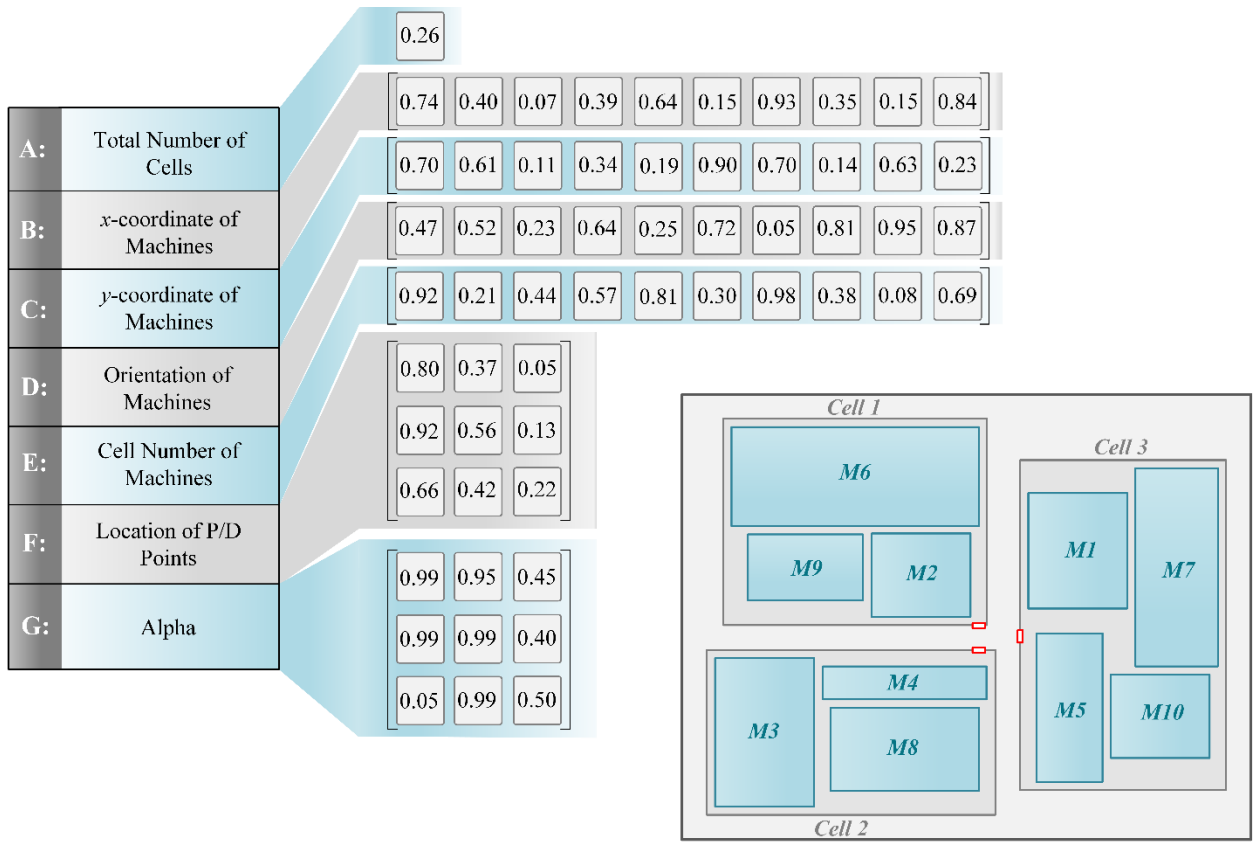 0.26
0.74 0.40 0.07 0.39 0.64 0.15 0.93 0.35 0.15 0.84
0.70 0.61 0.11 0.34 0.19 0.90 0.70 0.14 0.63 0.23
0.47 0.52 0.23 0.64 0.25 0.72 0.05 0.81 0.95 0.87
0.92 0.21 0.44 0.57 0.81 0.30 0.98 0.38 0.08 0.69
0.80 0.37 0.05
0.92 0.56 0.13
0.66 0.42 0.22
0.99 0.95 0.45
0.99 0.99 0.40
0.05 0.99 0.50
A: Total Number of
Cells
B: x-coordinate of
Machines
C: y-coordinate of
Machines
D: Orientation of
Machines
E: Cell Number of
Machines
F: Location of P/D
Points
G: Alpha
Cell 1
M6
M9 M2
Cell 3
M1 M7
M5 M10
M3 M4
M8
Cell 2